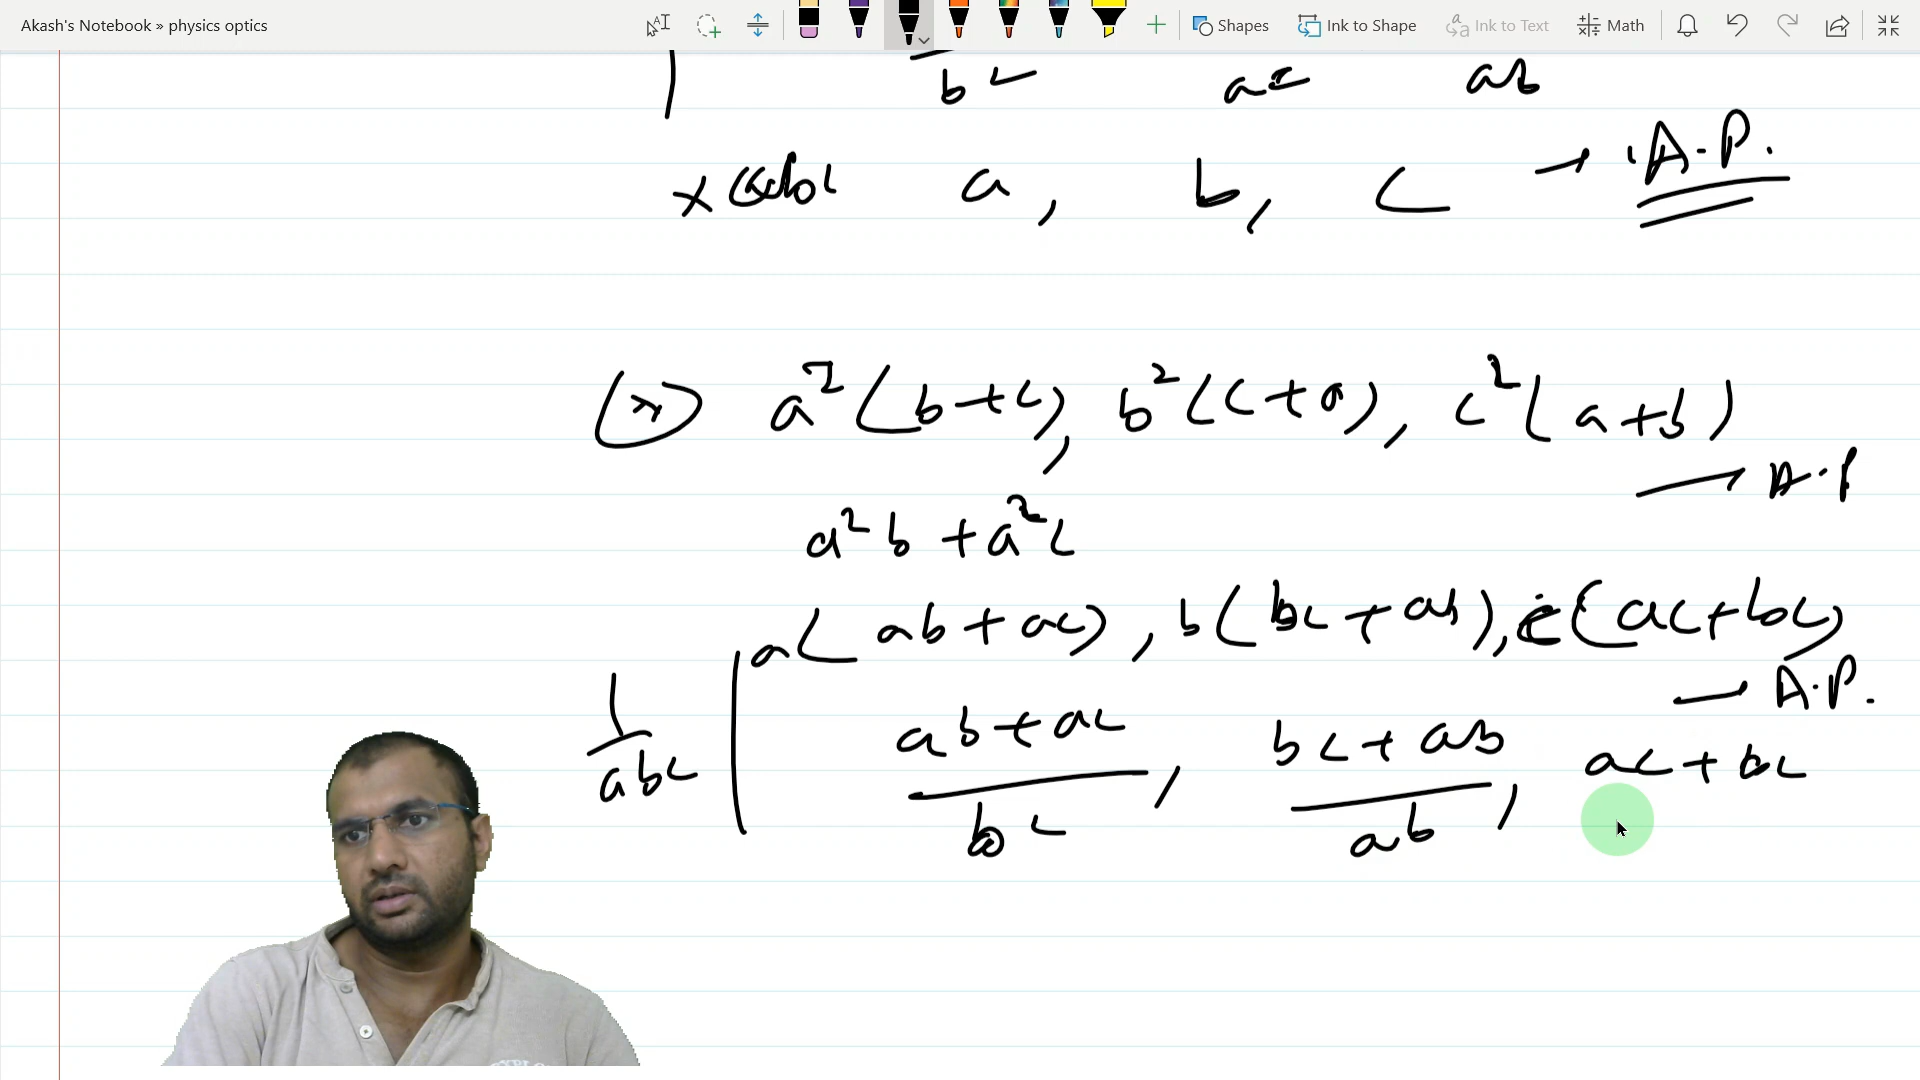 Akash's Notebook » physics optics
Shapes Ink to Shape Ink to Text Math
bc ac ab
a, b, c → A.P.
a²(b+c), b²(c+a), c²(a+b)
→ A.P
a²b + a²c
a(ab+ac), b(bc+ab), c(ac+bc)
→ A.P.
1/abc | ab+ac/bc, bc+ab/ab, ac+bc